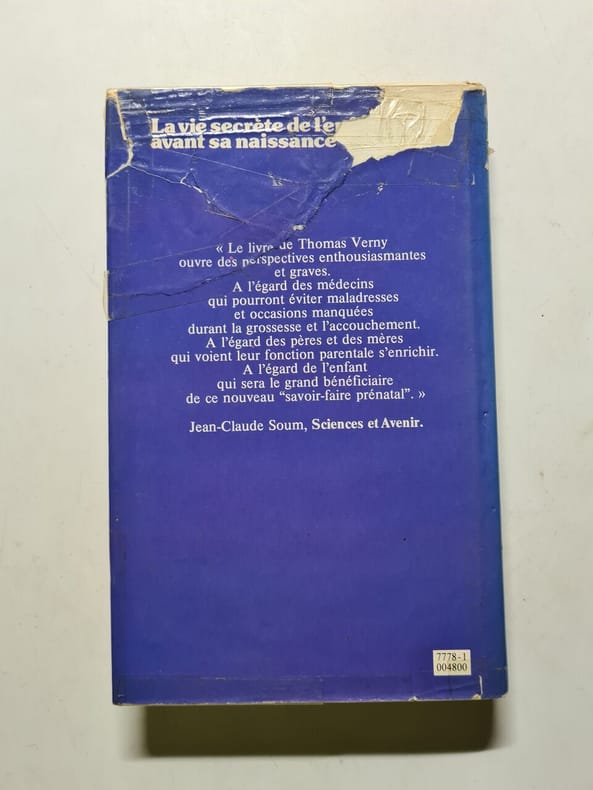 La vie secrète de l'e
avant sa naissance
« Le livre de Thomas Verny
ouvre des perspectives enthousiasmantes
et graves.
A l'égard des médecins
qui pourront éviter maladresses
et occasions manquées
durant la grossesse et l'accouchement.
A l'égard des pères et des mères
qui voient leur fonction parentale s'enrichir.
A l'égard de l'enfant
qui sera le grand bénéficiaire
de ce nouveau “savoir-faire prénatal”. »
Jean-Claude Soum, Sciences et Avenir.
7778-1
004800